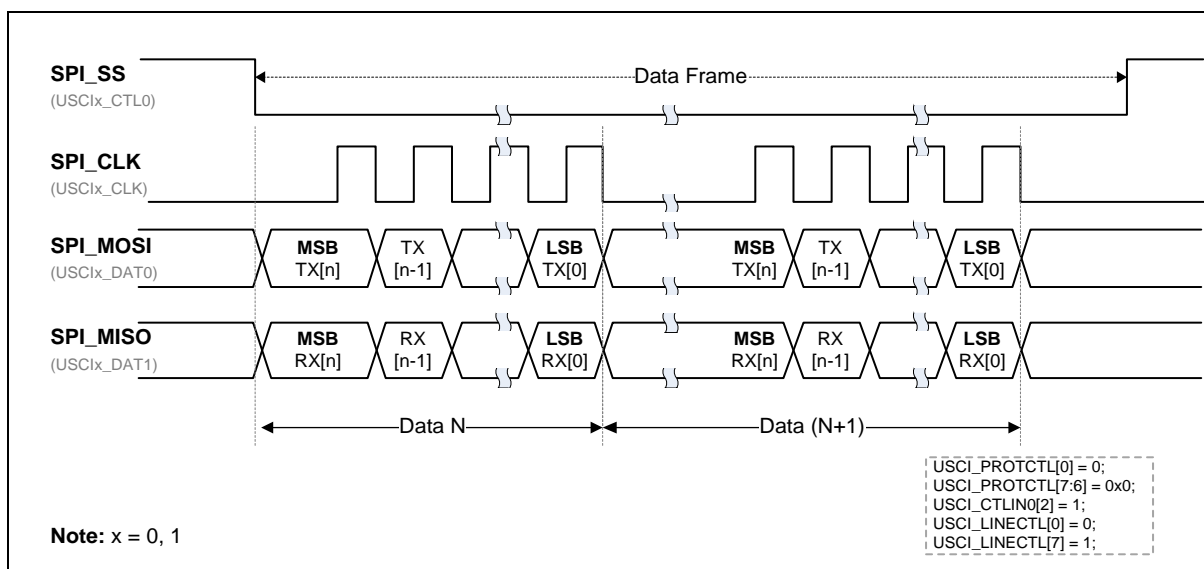 SPI_SS
(USCIx_CTL0)
Data Frame
SPI_CLK
(USCIx_CLK)
SPI_MOSI
(USCIx_DAT0)
MSB TX LSB MSB TX LSB
TX[n] [n-1] TX[0] TX[n] [n-1] TX[0]
SPI_MISO
(USCIx_DAT1)
MSB RX LSB MSB RX LSB
RX[n] [n-1] RX[0] RX[n] [n-1] RX[0]
Data N Data (N+1)
USCI_PROTCTL[0] = 0;
USCI_PROTCTL[7:6] = 0x0;
USCI_CTLIN0[2] = 1;
USCI_LINECTL[0] = 0;
USCI_LINECTL[7] = 1;
Note: x = 0, 1